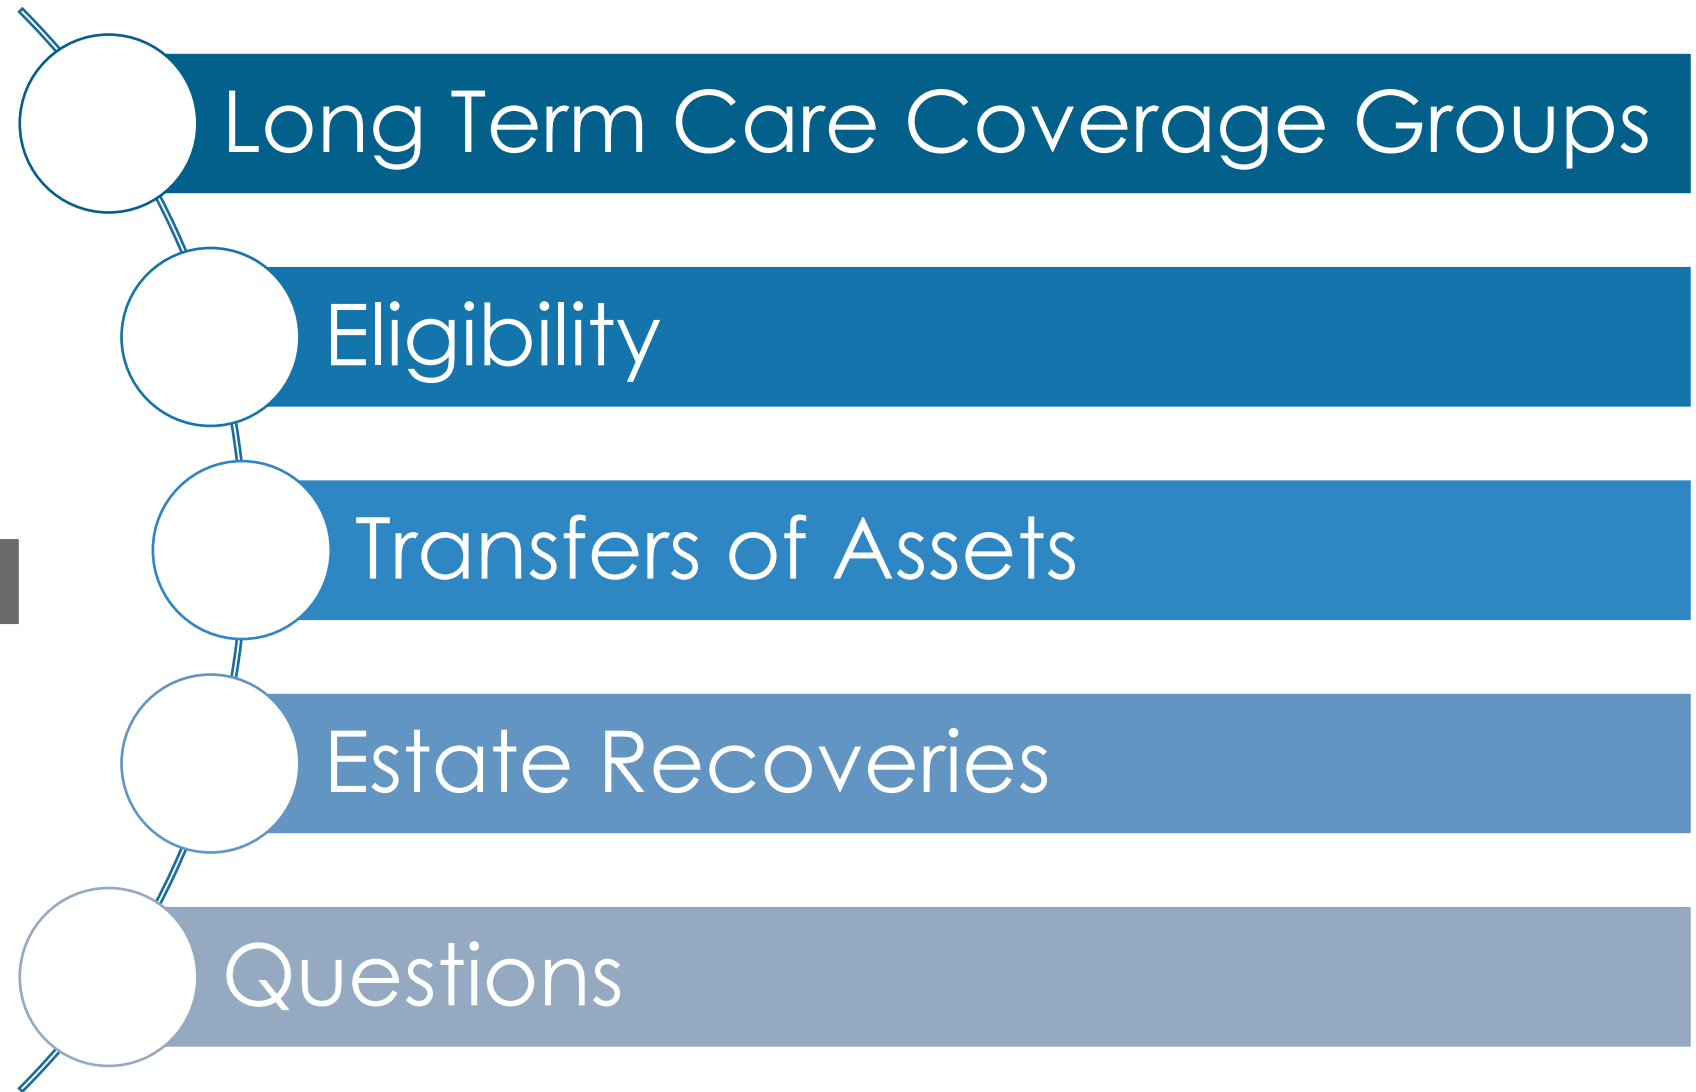 Long Term Care Coverage Groups
Eligibility
Transfers of Assets
Estate Recoveries
Questions